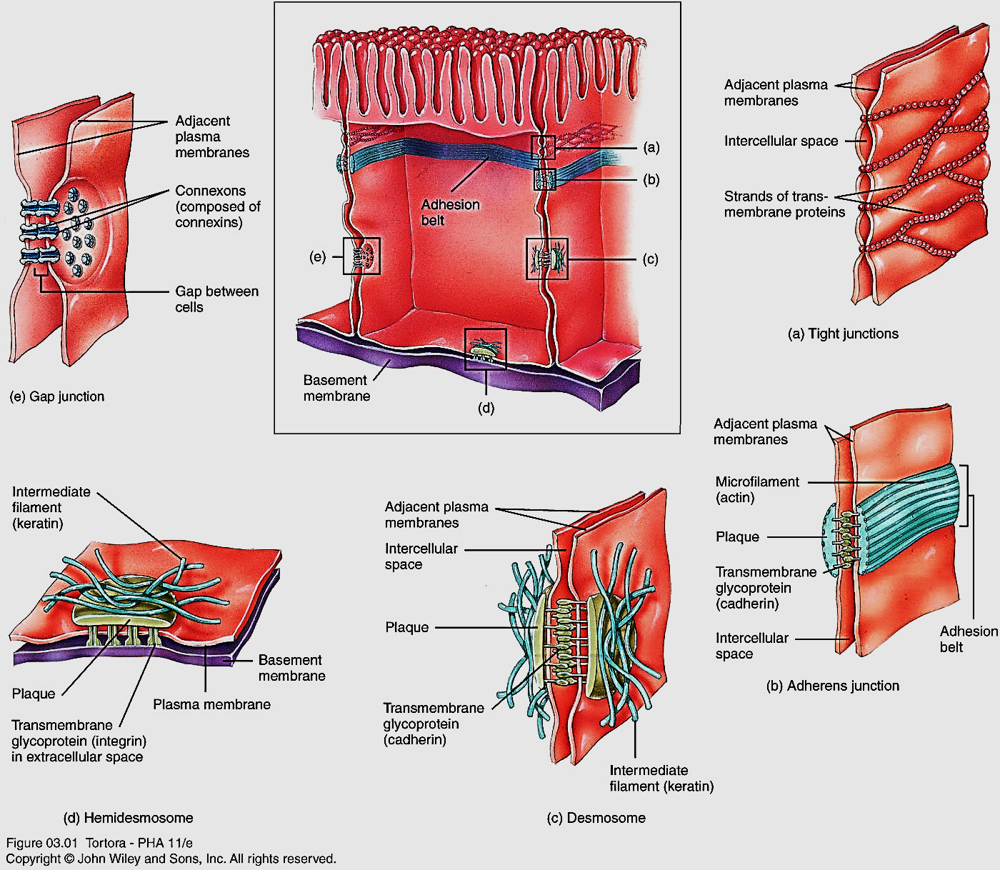 Adjacent
plasma
membranes
Connexons
(composed of
connexins)
Gap between
cells
(e) Gap junction
(a)
(b)
Adhesion
belt
(e)
(c)
Basement
membrane
(d)
Adjacent plasma
membranes
Intercellular space
Strands of trans-
membrane proteins
(a) Tight junctions
Adjacent plasma
membranes
Microfilament
(actin)
Plaque
Transmembrane
glycoprotein
(cadherin)
Intercellular
space
Adhesion
belt
(b) Adherens junction
Intermediate
filament
(keratin)
Basement
membrane
Plaque
Plasma membrane
Transmembrane
glycoprotein (integrin)
in extracellular space
(d) Hemidesmosome
Adjacent plasma
membranes
Intercellular
space
Plaque
Transmembrane
glycoprotein
(cadherin)
Intermediate
filament (keratin)
(c) Desmosome
Figure 03.01 Tortora - PHA 11/e
Copyright © John Wiley and Sons, Inc. All rights reserved.